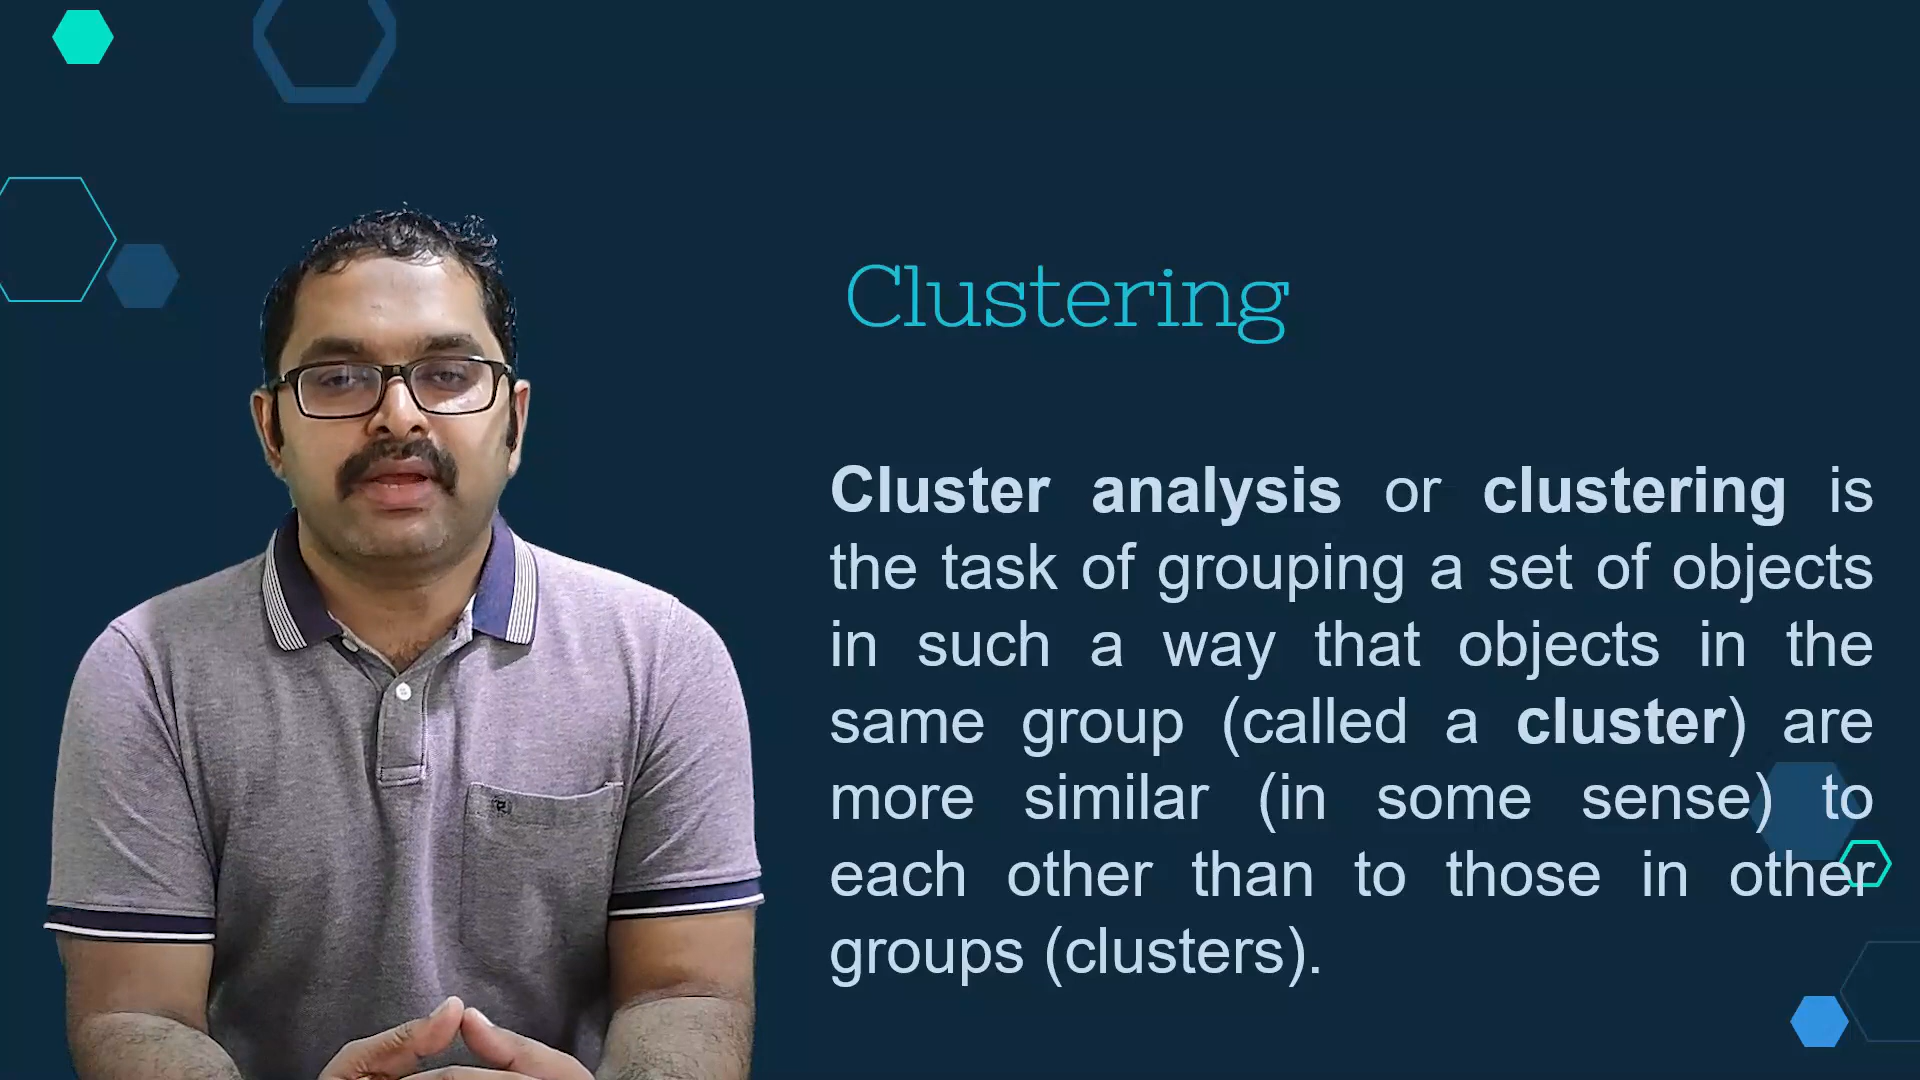 Clustering
Cluster analysis or clustering is
the task of grouping a set of objects
in such a way that objects in the
same group (called a cluster) are
more similar (in some sense) to
each other than to those in other
groups (clusters).